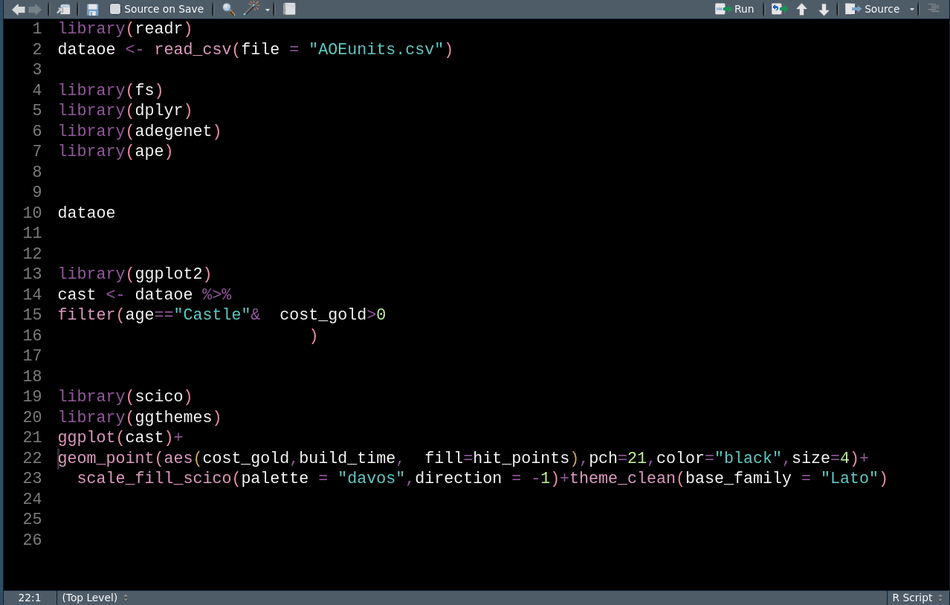 Source on Save Run Source
1 library(readr)
2 dataoe <- read_csv(file = "AOEunits.csv")
3
4 library(fs)
5 library(dplyr)
6 library(adegenet)
7 library(ape)
8
9
10 dataoe
11
12
13 library(ggplot2)
14 cast <- dataoe %>%
15 filter(age=="Castle"&  cost_gold>0
16                           )
17
18
19 library(scico)
20 library(ggthemes)
21 ggplot(cast)+
22 geom_point(aes(cost_gold,build_time,  fill=hit_points),pch=21,color="black",size=4)+
23   scale_fill_scico(palette = "davos",direction = -1)+theme_clean(base_family = "Lato")
24
25
26
22:1 (Top Level) R Script